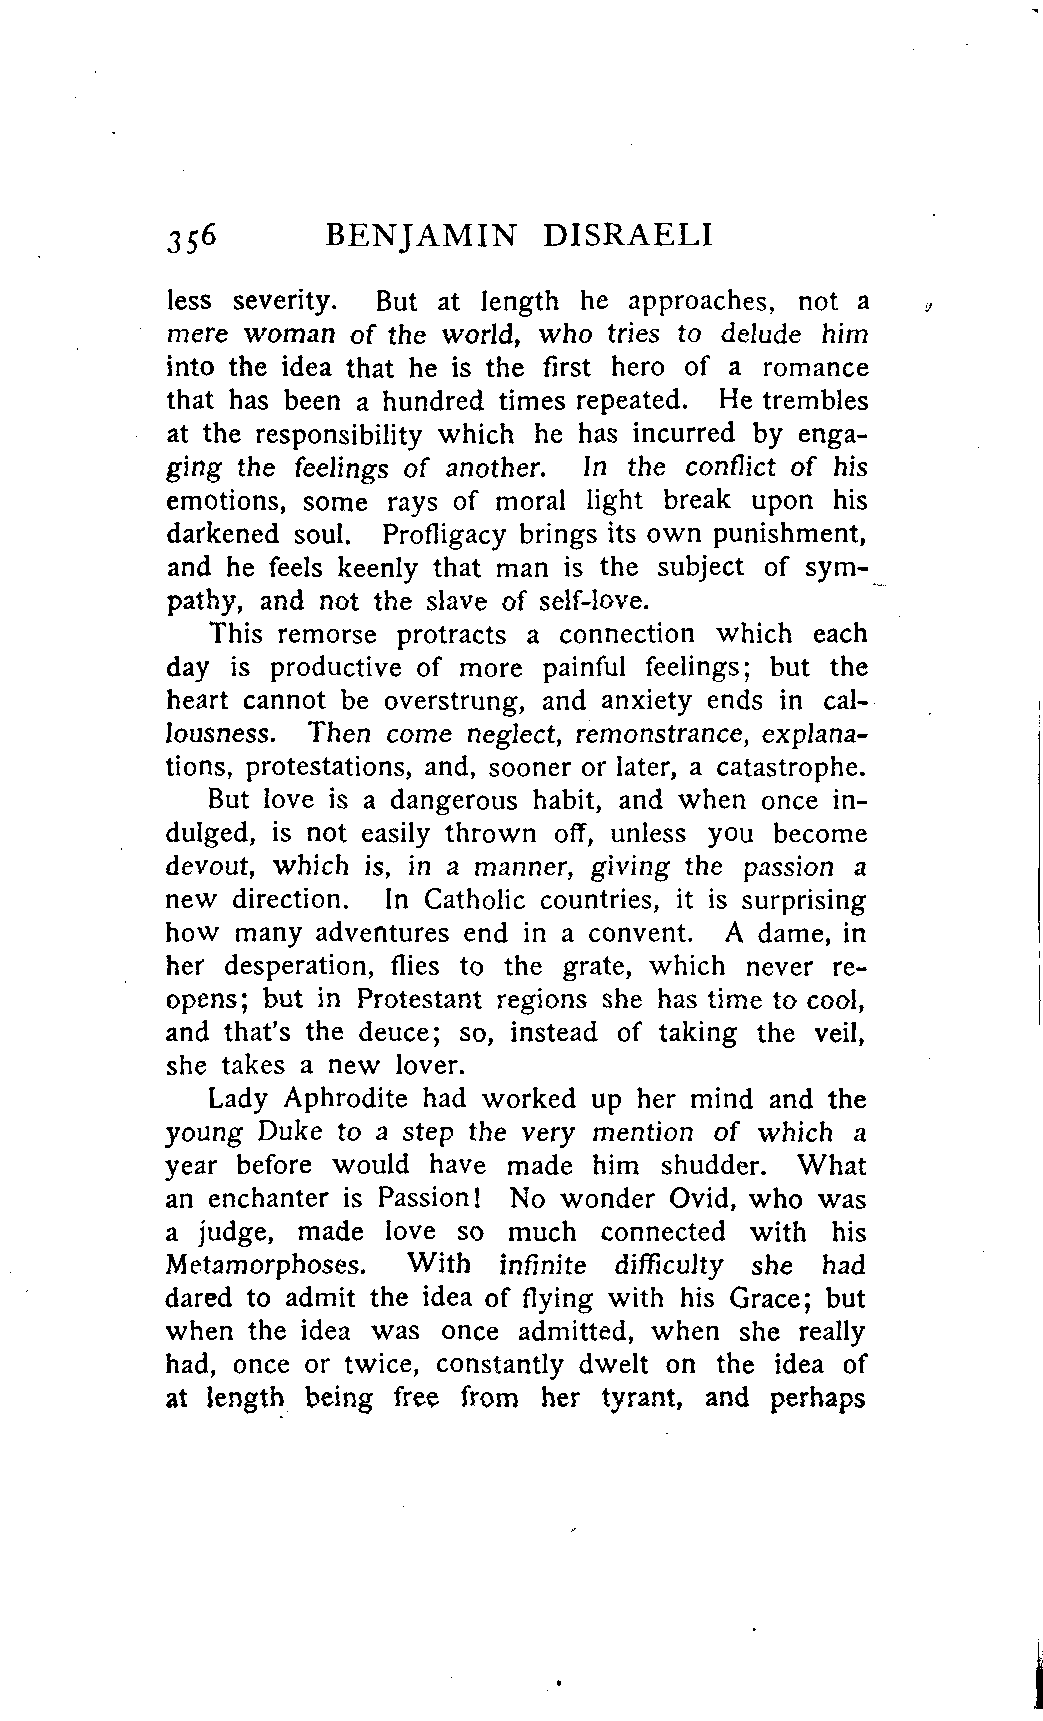 356 BENJAMIN DISRAELI
less severity. But at length he approaches, not a
mere woman of the world, who tries to delude him
into the idea that he is the first hero of a romance
that has been a hundred times repeated. He trembles
at the responsibility which he has incurred by enga-
ging the feelings of another. In the conflict of his
emotions, some rays of moral light break upon his
darkened soul. Profligacy brings its own punishment,
and he feels keenly that man is the subject of sym-
pathy, and not the slave of self-love.
This remorse protracts a connection which each
day is productive of more painful feelings; but the
heart cannot be overstrung, and anxiety ends in cal-
lousness. Then come neglect, remonstrance, explana-
tions, protestations, and, sooner or later, a catastrophe.
But love is a dangerous habit, and when once in-
dulged, is not easily thrown off, unless you become
devout, which is, in a manner, giving the passion a
new direction. In Catholic countries, it is surprising
how many adventures end in a convent. A dame, in
her desperation, flies to the grate, which never re-
opens; but in Protestant regions she has time to cool,
and that's the deuce; so, instead of taking the veil,
she takes a new lover.
Lady Aphrodite had worked up her mind and the
young Duke to a step the very mention of which a
year before would have made him shudder. What
an enchanter is Passion! No wonder Ovid, who was
a judge, made love so much connected with his
Metamorphoses. With infinite difficulty she had
dared to admit the idea of flying with his Grace; but
when the idea was once admitted, when she really
had, once or twice, constantly dwelt on the idea of
at length being free from her tyrant, and perhaps